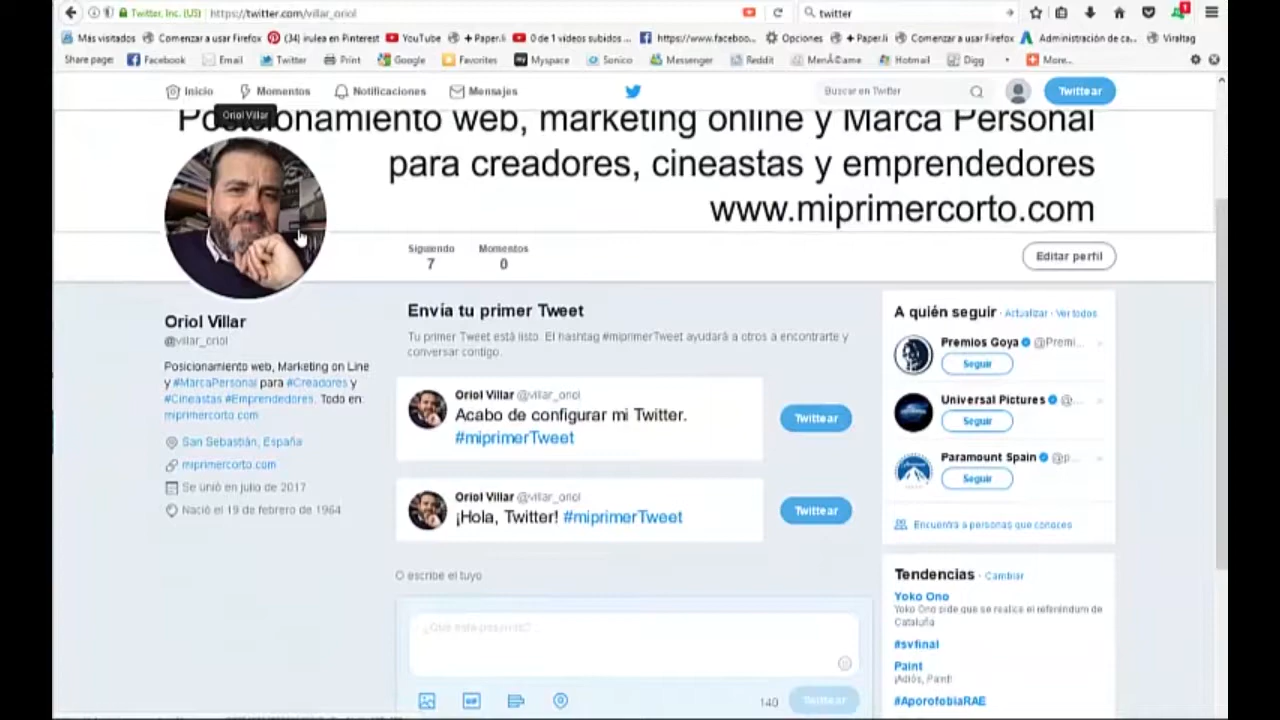 Twitter, Inc. (US) https://twitter.com/villar_oriol twitter 1
Más visitados Comenzar a usar Firefox (34) irulea en Pinterest YouTube + Paper.li 0 de 1 vídeos subidos... https://www.faceboo... Opciones + Paper.li Comenzar a usar Firefox Administración de ca... Viraltag
Share page: Facebook Email Twitter Print Google Favorites Myspace Sonico Messenger Reddit Hotmail Digg More...
Inicio Momentos Notificaciones Mensajes Buscar en Twitter Twittear
Oriol Villar
Posicionamiento web, marketing online y Marca Personal
para creadores, cineastas y emprendedores
www.miprimercorto.com
Siguiendo Momentos
7 0
Editar perfil
Oriol Villar
@villar_oriol
Posicionamiento web, Marketing on Line
y #MarcaPersonal para #Creadores y
#Cineastas #Emprendedores. Todo en:
miprimercorto.com
San Sebastián, España
miprimercorto.com
Se unió en julio de 2017
Nació el 19 de febrero de 1964
Envía tu primer Tweet
Tu primer Tweet está listo. El hashtag #miprimerTweet ayudará a otros a encontrarte y
conversar contigo.
Oriol Villar @villar_oriol
Acabo de configurar mi Twitter.
#miprimerTweet
Twittear
Oriol Villar @villar_oriol
¡Hola, Twitter! #miprimerTweet
Twittear
O escribe el tuyo
¿Qué está pasando?
140 Twittear
A quién seguir · Actualizar · Ver todos
Premios Goya @Premi...
Seguir
Universal Pictures @...
Seguir
Paramount Spain @p...
Seguir
Encuentra a personas que conoces
Tendencias · Cambiar
Yoko Ono
Yoko Ono pide que se realice el referéndum de
Cataluña
#svfinal
Paint
¡Adiós, Paint!
#AporofobiaRAE